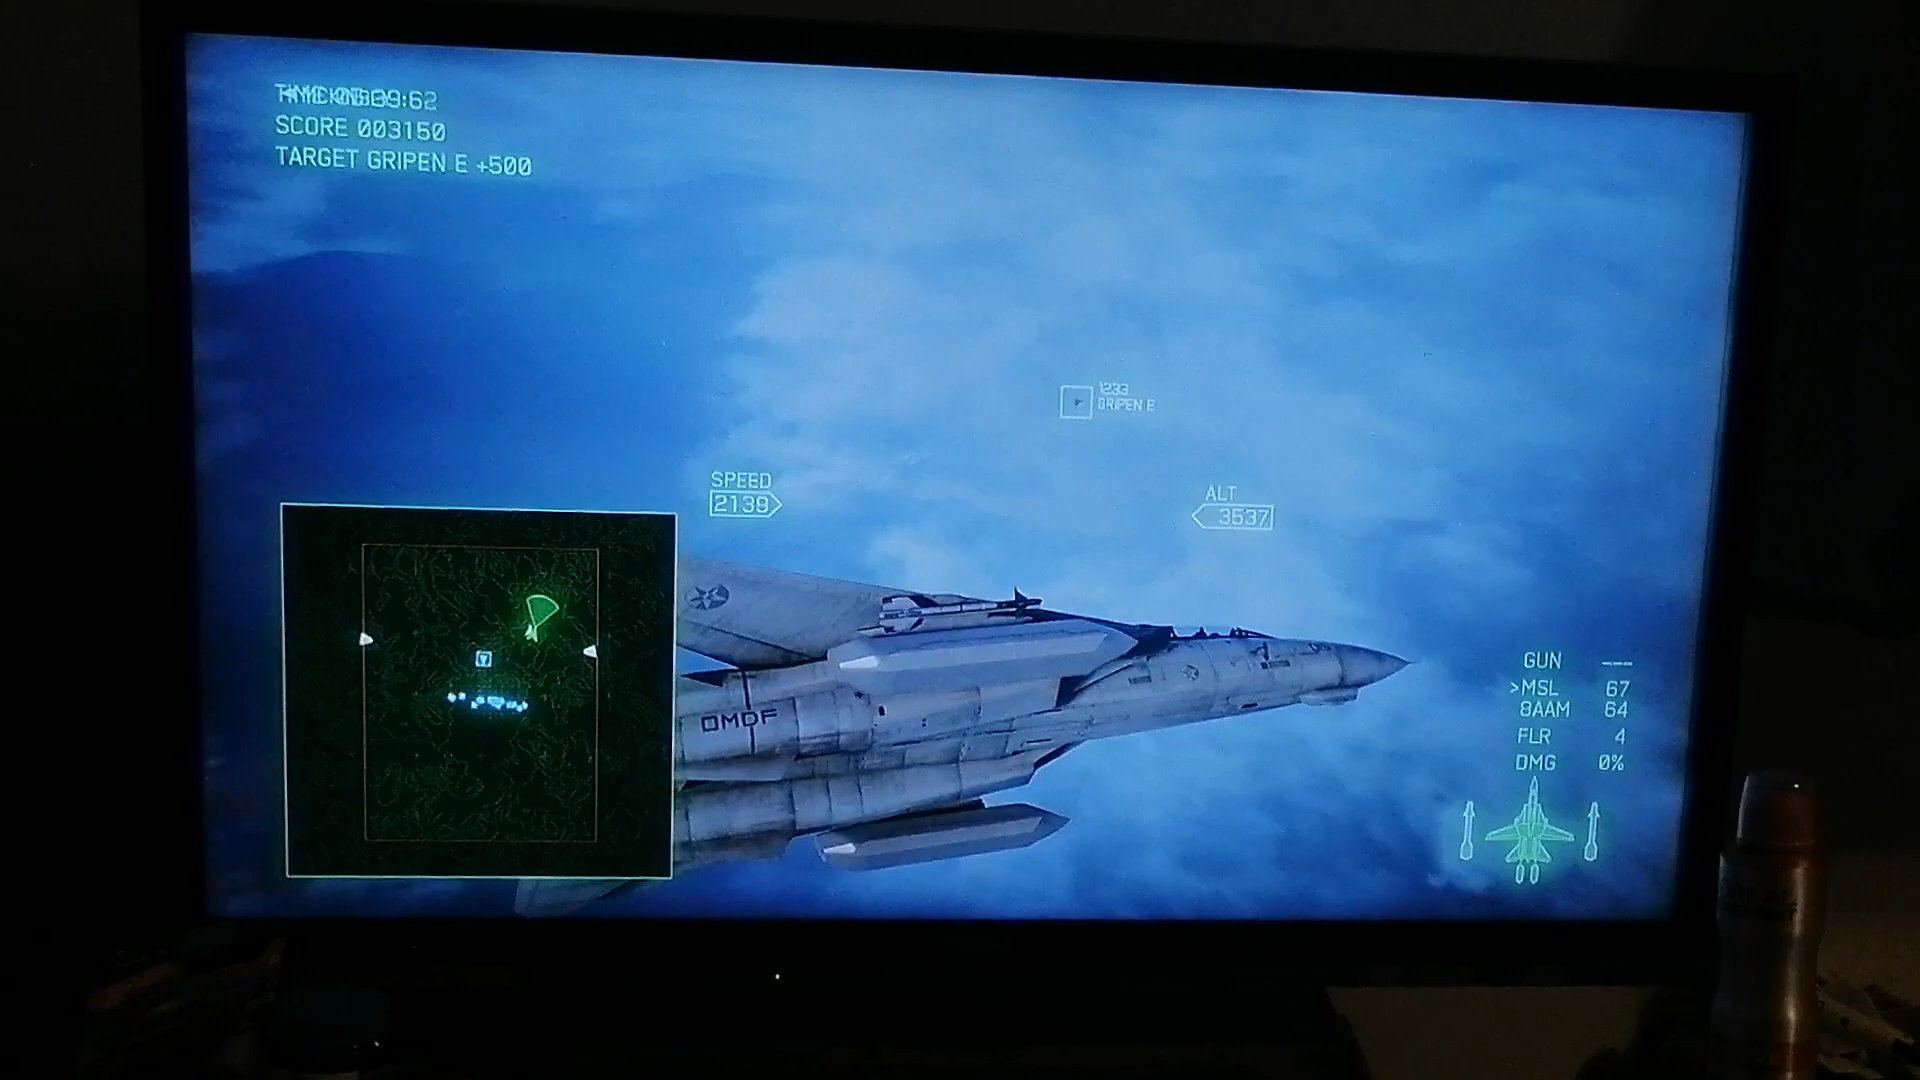 SCORE 003150
TARGET GRIPEN E +500
1233
GRIPEN E
SPEED
2139
ALT
3537
OMDF
GUN ----
>MSL 67
8AAM 64
FLR 4
DMG 0%